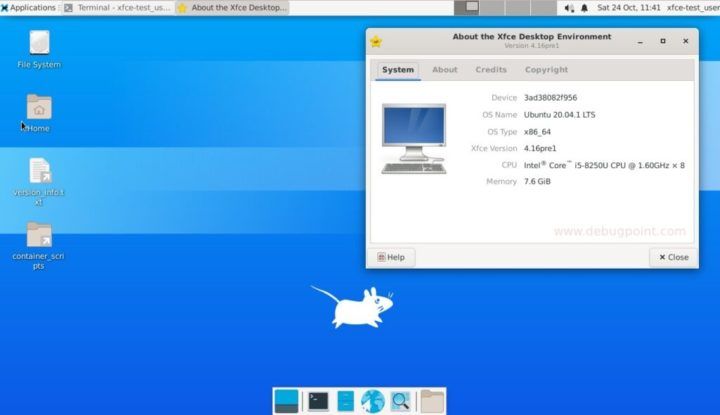 Applications
Terminal - xfce-test_us...
About the Xfce Desktop...
Sat 24 Oct, 11:41
xfce-test_user
File System
Home
version_info.t
xt
container_scri
pts
About the Xfce Desktop Environment
Version 4.16pre1
System
About
Credits
Copyright
Device 3ad38082f956
OS Name Ubuntu 20.04.1 LTS
OS Type x86_64
Xfce Version 4.16pre1
CPU Intel® Core™ i5-8250U CPU @ 1.60GHz × 8
Memory 7.6 GiB
www.debugpoint.com
Help
Close